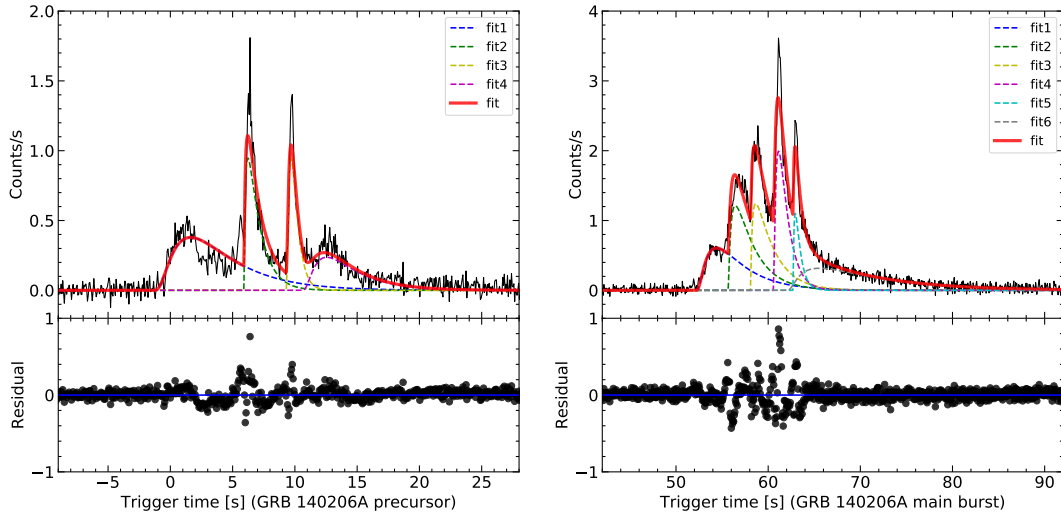 2.0
1.5
1.0
0.5
0.0
Counts/s
fit1
fit2
fit3
fit4
fit
1
0
−1
Residual
−5 0 5 10 15 20 25
Trigger time [s] (GRB 140206A precursor)
4
3
2
1
0
Counts/s
fit1
fit2
fit3
fit4
fit5
fit6
fit
1
0
−1
Residual
50 60 70 80 90
Trigger time [s] (GRB 140206A main burst)